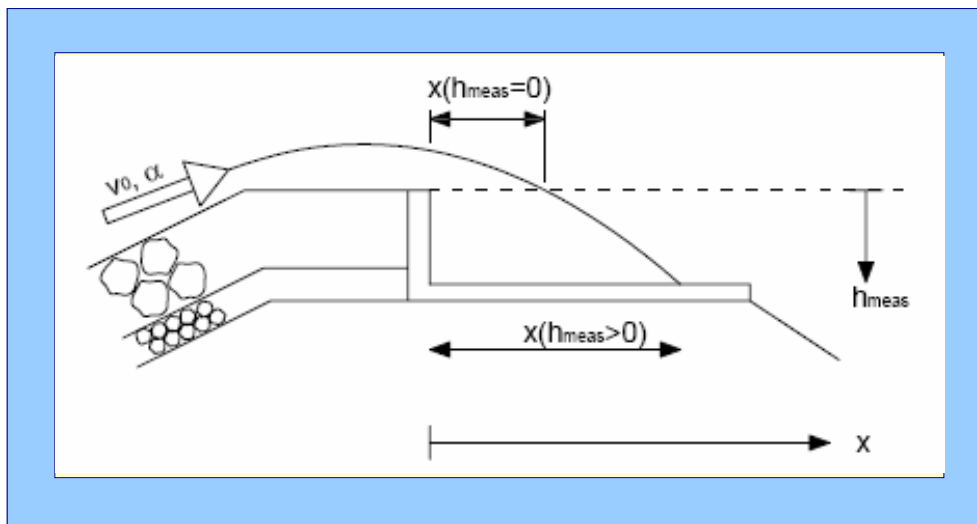 x(hmeas=0)
v0, α
hmeas
x(hmeas>0)
x